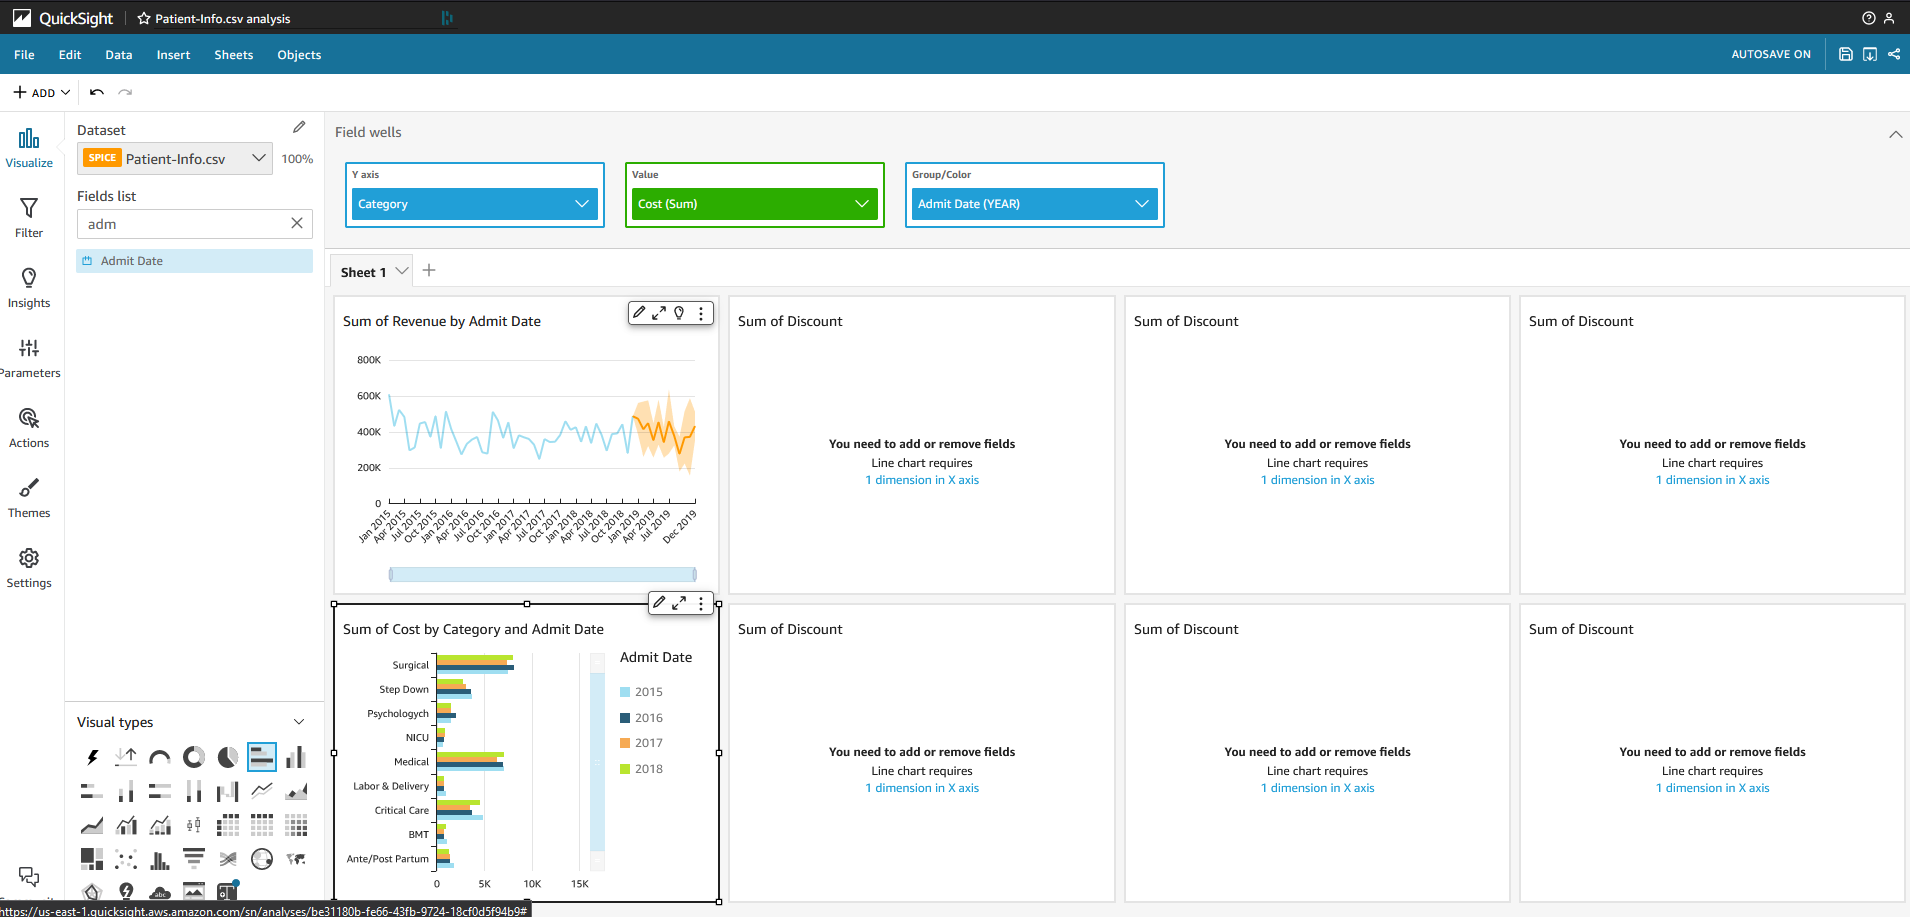 QuickSight
Patient-Info.csv analysis
File Edit Data Insert Sheets Objects
AUTOSAVE ON
ADD
Visualize
Filter
Insights
Parameters
Actions
Themes
Settings
Dataset
SPICE Patient-Info.csv 100%
Fields list
adm
Admit Date
Visual types
Field wells
Y axis
Category
Value
Cost (Sum)
Group/Color
Admit Date (YEAR)
Sheet 1
Sum of Revenue by Admit Date
800K
600K
400K
200K
0
Jan 2015
Apr 2015
Jul 2015
Oct 2015
Jan 2016
Apr 2016
Jul 2016
Oct 2016
Jan 2017
Apr 2017
Jul 2017
Oct 2017
Jan 2018
Apr 2018
Jul 2018
Oct 2018
Jan 2019
Apr 2019
Jul 2019
Dec 2019
Sum of Discount
You need to add or remove fields
Line chart requires
1 dimension in X axis
Sum of Discount
You need to add or remove fields
Line chart requires
1 dimension in X axis
Sum of Discount
You need to add or remove fields
Line chart requires
1 dimension in X axis
Sum of Cost by Category and Admit Date
Surgical
Step Down
Psychologych
NICU
Medical
Labor & Delivery
Critical Care
BMT
Ante/Post Partum
0 5K 10K 15K
Admit Date
2015
2016
2017
2018
Sum of Discount
You need to add or remove fields
Line chart requires
1 dimension in X axis
Sum of Discount
You need to add or remove fields
Line chart requires
1 dimension in X axis
Sum of Discount
You need to add or remove fields
Line chart requires
1 dimension in X axis
abc
https://us-east-1.quicksight.aws.amazon.com/sn/analyses/be31180b-fe66-43fb-9724-18cf0d5f94b9#